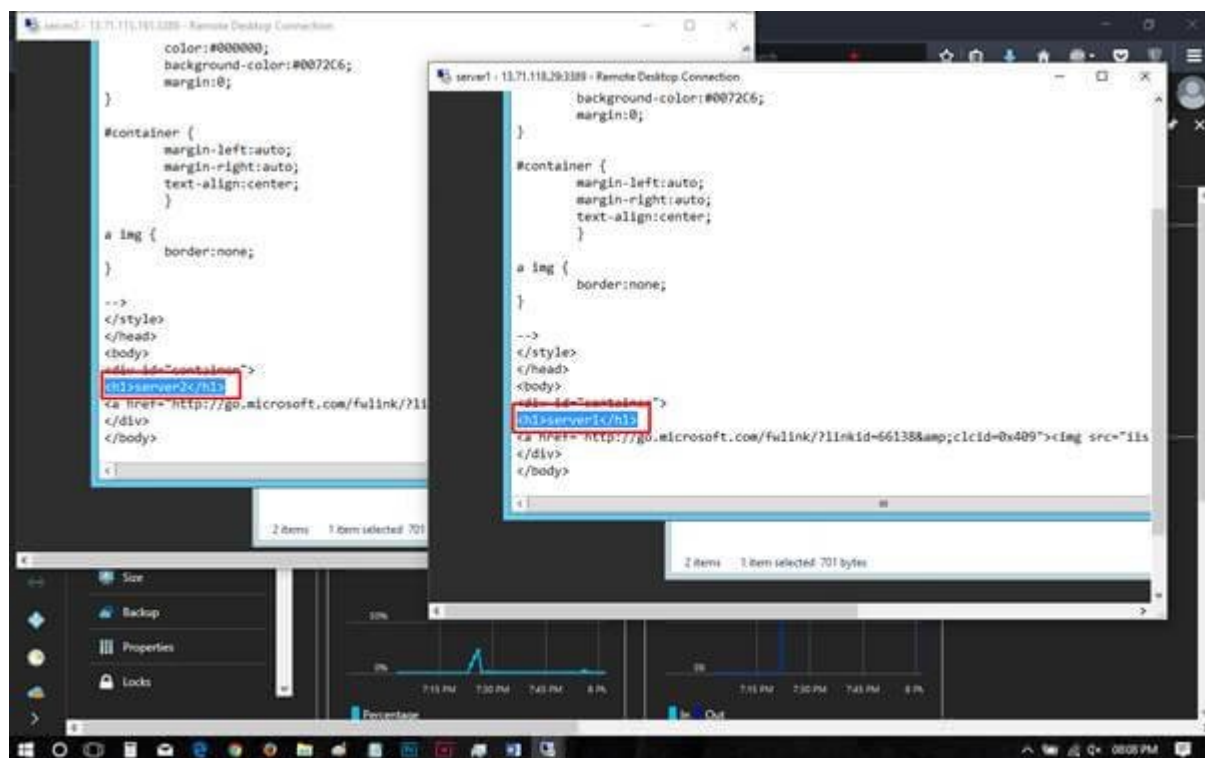 server2 - 13.71.115.161:3389 - Remote Desktop Connection
color:#000000;
background-color:#0072C6;
margin:0;
}
#container {
margin-left:auto;
margin-right:auto;
text-align:center;
}
a img {
border:none;
}
-->
</style>
</head>
<body>
<div id="container">
<h1>server2</h1>
<a href="http://go.microsoft.com/fwlink/?li
</div>
</body>
2 items 1 item selected 701
server1 - 13.71.118.29:3389 - Remote Desktop Connection
background-color:#0072C6;
margin:0;
}
#container {
margin-left:auto;
margin-right:auto;
text-align:center;
}
a img {
border:none;
}
-->
</style>
</head>
<body>
<div id="container">
<h1>server1</h1>
<a href="http://go.microsoft.com/fwlink/?linkid=66138&amp;clcid=0x409"><img src="iis
</div>
</body>
2 items 1 item selected 701 bytes
Size
Backup
Properties
Locks
0%
7:15 PM 7:30 PM 7:45 PM 8 PM
Percentage
7:15 PM 7:30 PM 7:45 PM 8 PM
In Out
08:08 PM